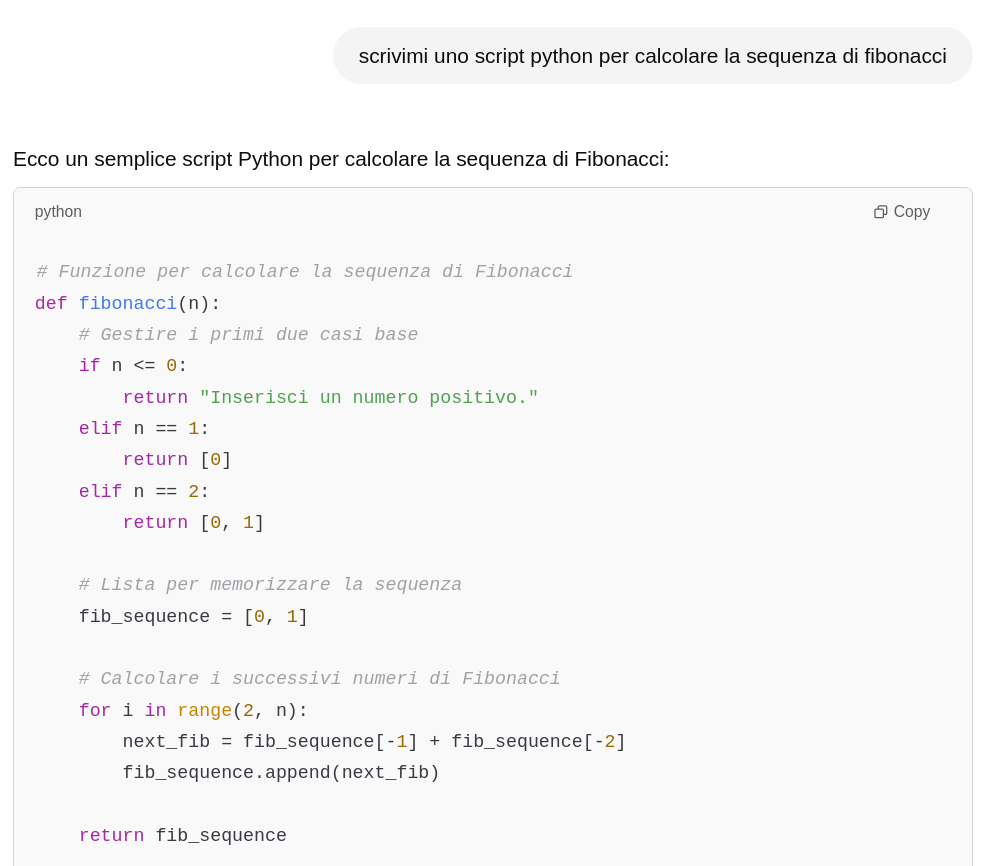 scrivimi uno script python per calcolare la sequenza di fibonacci
Ecco un semplice script Python per calcolare la sequenza di Fibonacci:
python
Copy
# Funzione per calcolare la sequenza di Fibonacci
def fibonacci(n):
    # Gestire i primi due casi base
    if n <= 0:
        return "Inserisci un numero positivo."
    elif n == 1:
        return [0]
    elif n == 2:
        return [0, 1]

    # Lista per memorizzare la sequenza
    fib_sequence = [0, 1]

    # Calcolare i successivi numeri di Fibonacci
    for i in range(2, n):
        next_fib = fib_sequence[-1] + fib_sequence[-2]
        fib_sequence.append(next_fib)

    return fib_sequence